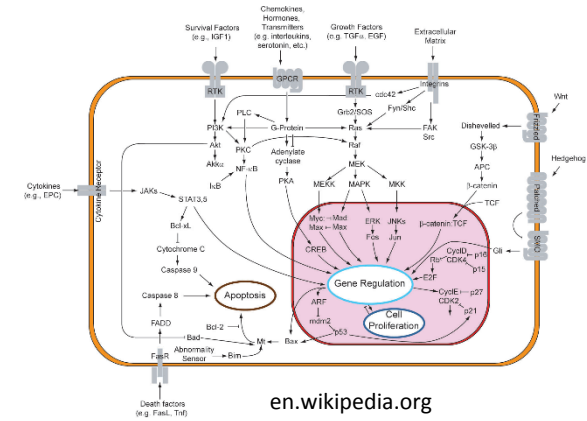 Survival Factors
(e.g., IGF1)
Chemokines,
Hormones,
Transmitters
(e.g. interleukins,
serotonin, etc.)
Growth Factors
(e.g. TGFα, EGF)
Extracellular
Matrix
RTK
GPCR
RTK
Integrins
cdc42
Wnt
PLC
Grb2/SOS
Fyn/Shc
Frizzled
Dishevelled
PI3K
G-Protein
Ras
FAK
Src
GSK-3β
Hedgehog
Akt
PKC
Adenylate
cyclase
Raf
APC
Akkα
IκB
NF-κB
MEK
β-catenin
Patched
Cytokines
(e.g., EPC)
Cytokine Receptor
JAKs
STAT3,5
PKA
MEKK
MAPK
MKK
TCF
Bcl-xL
Myc:
Mad
Max
Max
ERK
JNKs
β-catenin:TCF
Fos
Jun
SMO
Cytochrome C
CREB
Gli
CyclD
p16
Rb
CDK4
p15
Caspase 9
E2F
Gene Regulation
CyclE
p27
CDK2
p21
Caspase 8
Apoptosis
ARF
Cell
Proliferation
mdm2
FADD
Bcl-2
p53
Bad
Mt
Bax
FasR
Abnormality
Sensor
Bim
Death factors
(e.g. FasL, Tnf)
en.wikipedia.org